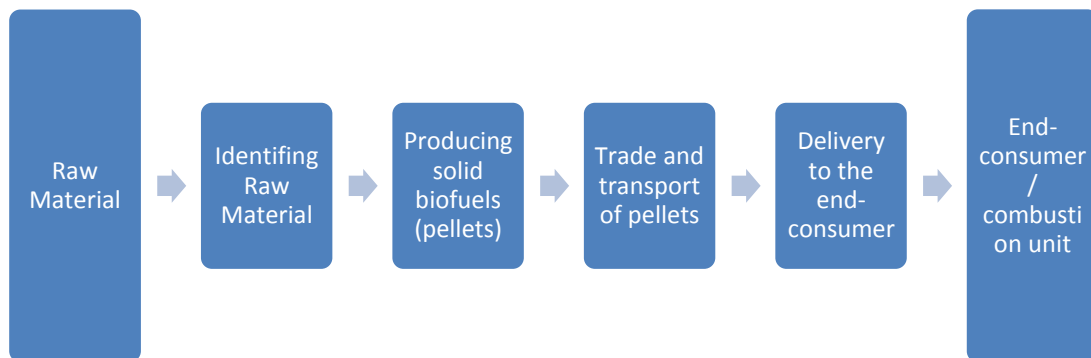 Raw
Material
Identifing
Raw
Material
Producing
solid
biofuels
(pellets)
Trade and
transport
of pellets
Delivery
to the
end-
consumer
End-
consumer
/
combusti
on unit